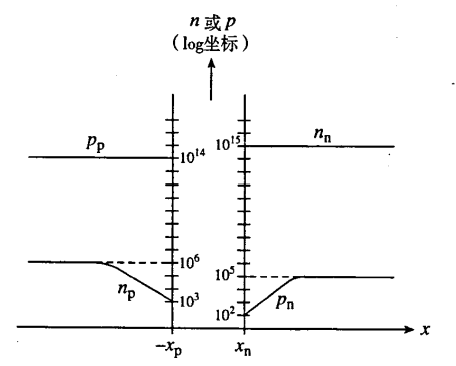 n 或 p
(log坐标)
p_p
10^14
10^15
n_n
10^6
n_p
10^3
10^5
p_n
10^2
x
-x_p
x_n